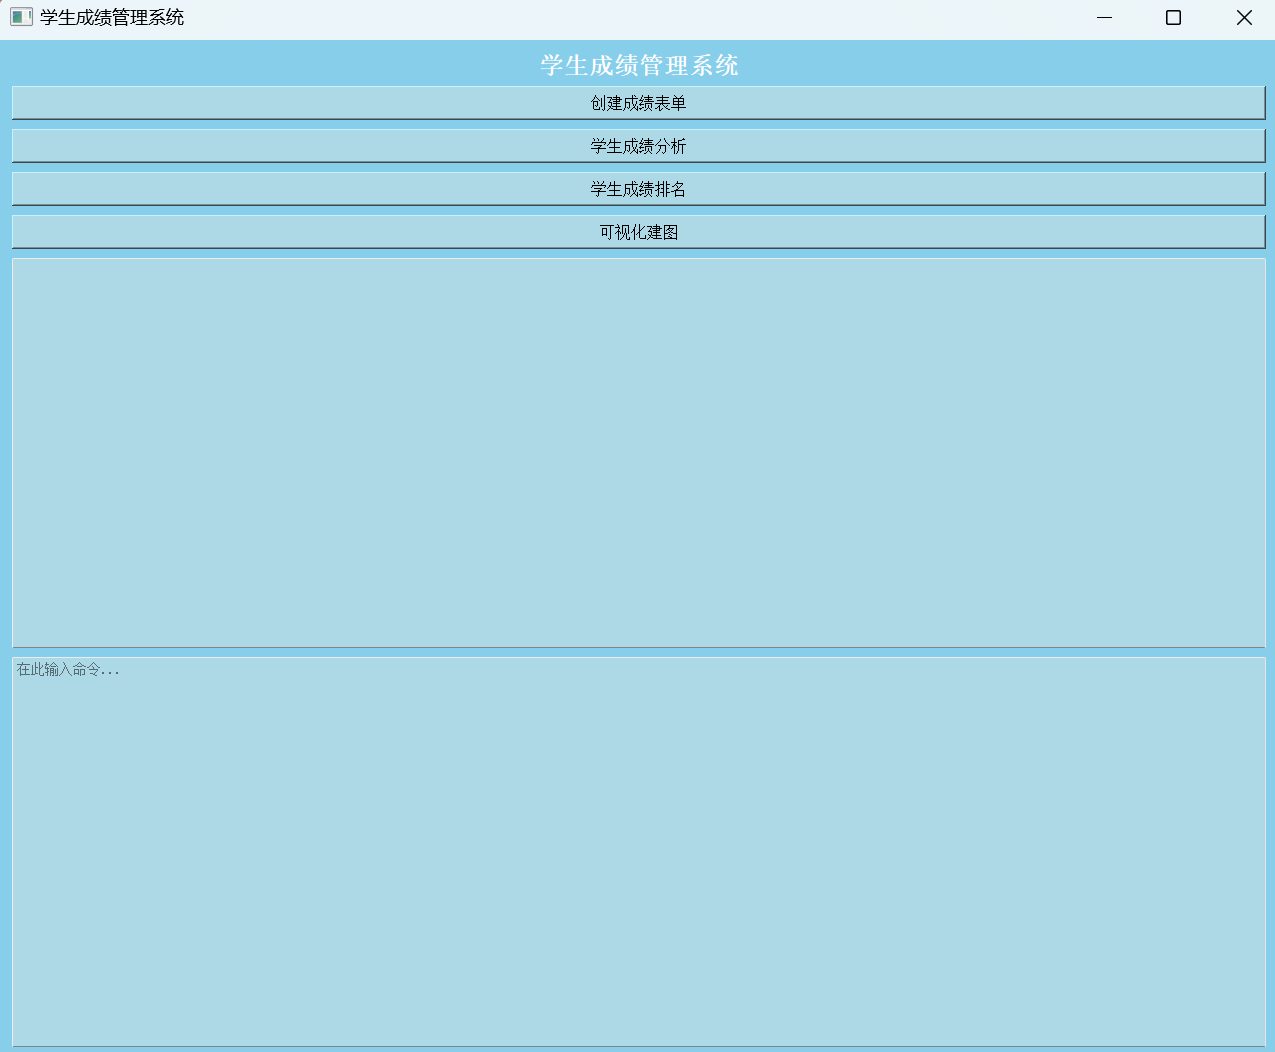 学生成绩管理系统
学生成绩管理系统
创建成绩表单
学生成绩分析
学生成绩排名
可视化建图
在此输入命令...